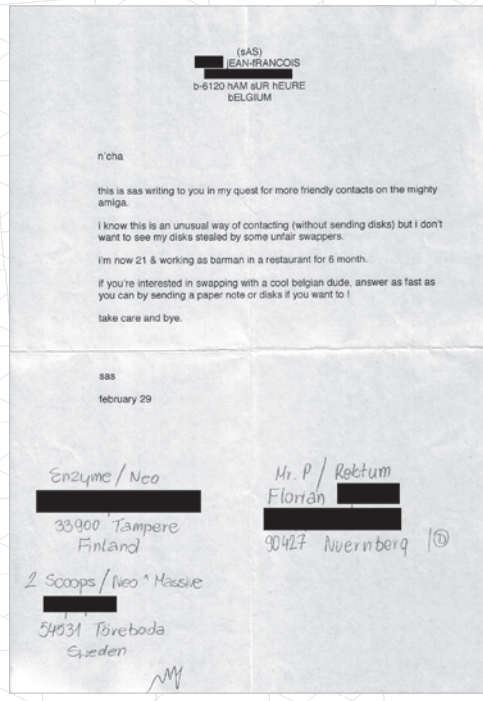 (sAS)
jEAN-fRANCOIS
b-6120 hAM sUR hEURE
bELGIUM
n'cha
this is sas writing to you in my quest for more friendly contacts on the mighty
amiga.
i know this is an unusual way of contacting (without sending disks) but i don't
want to see my disks stealed by some unfair swappers.
i'm now 21 & working as barman in a restaurant for 6 month.
if you're interested in swapping with a cool belgian dude, answer as fast as
you can by sending a paper note or disks if you want to !
take care and bye.
sas
february 29
Enzyme / Neo
33900 Tampere
Finland
2 Scoops / Neo ^ Massive
54531 Töreboda
Sweden
Mr. P / Rektum
Florian
90427 Nuernberg (D)